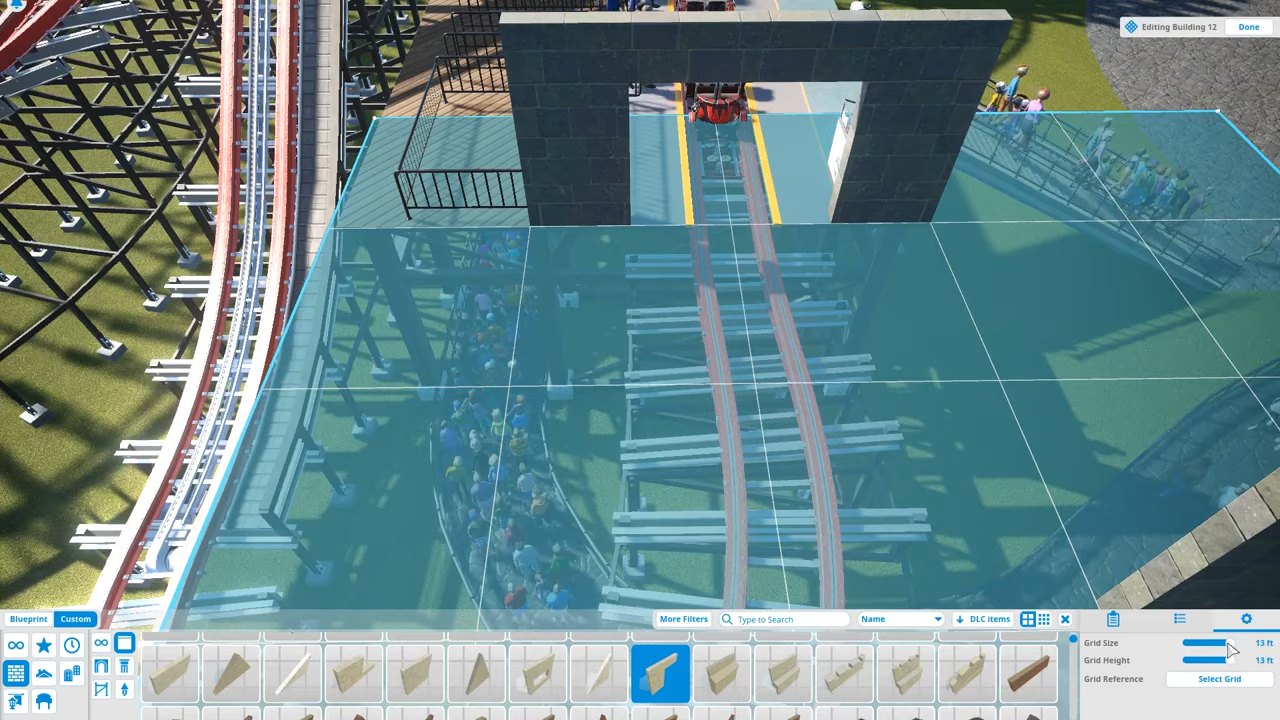 Editing Building 12
Done
Blueprint
Custom
More Filters
Type to Search
Name
DLC items
Grid Size
13 ft
Grid Height
13 ft
Grid Reference
Select Grid